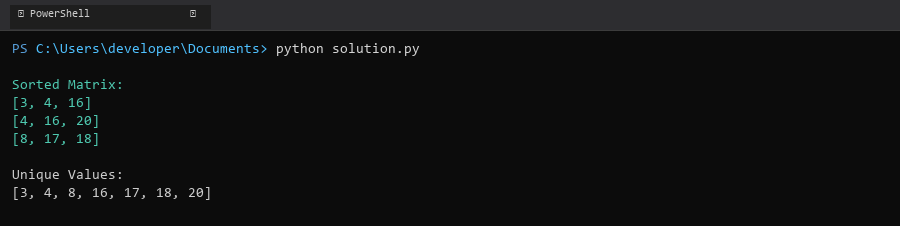 PowerShell
PS C:\Users\developer\Documents> python solution.py
Sorted Matrix:
[3, 4, 16]
[4, 16, 20]
[8, 17, 18]
Unique Values:
[3, 4, 8, 16, 17, 18, 20]